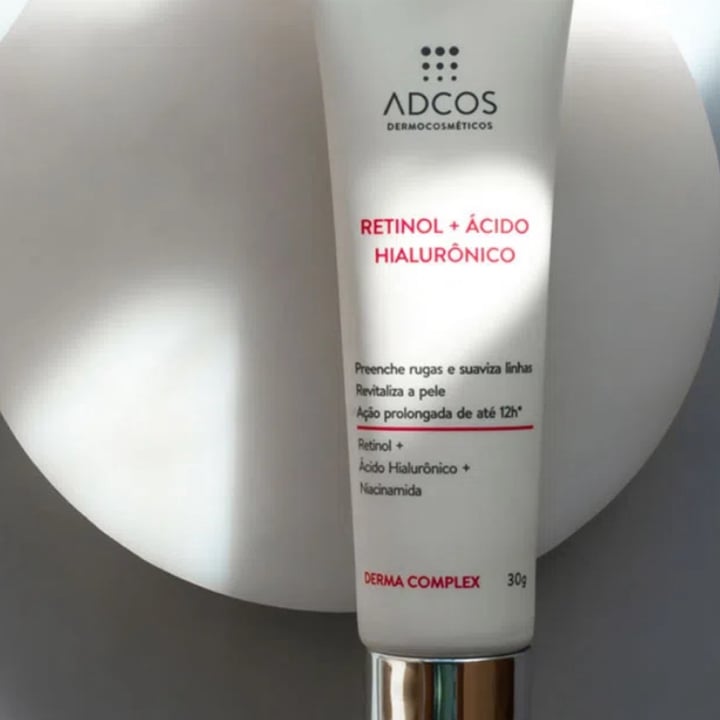 ADCOS
DERMOCOSMÉTICOS
RETINOL + ÁCIDO
HIALURÔNICO
Preenche rugas e suaviza linhas
Revitaliza a pele
Ação prolongada de até 12h*
Retinol +
Ácido Hialurônico +
Niacinamida
DERMA COMPLEX 30g